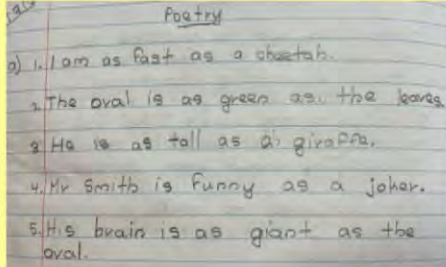 Poetry
a) 1. I am as fast as a cheetah.
2. The oval is as green as the leaves
3 He is as tall as a giraffe.
4. Mr Smith is funny as a joker.
5. His brain is as giant as the
oval.